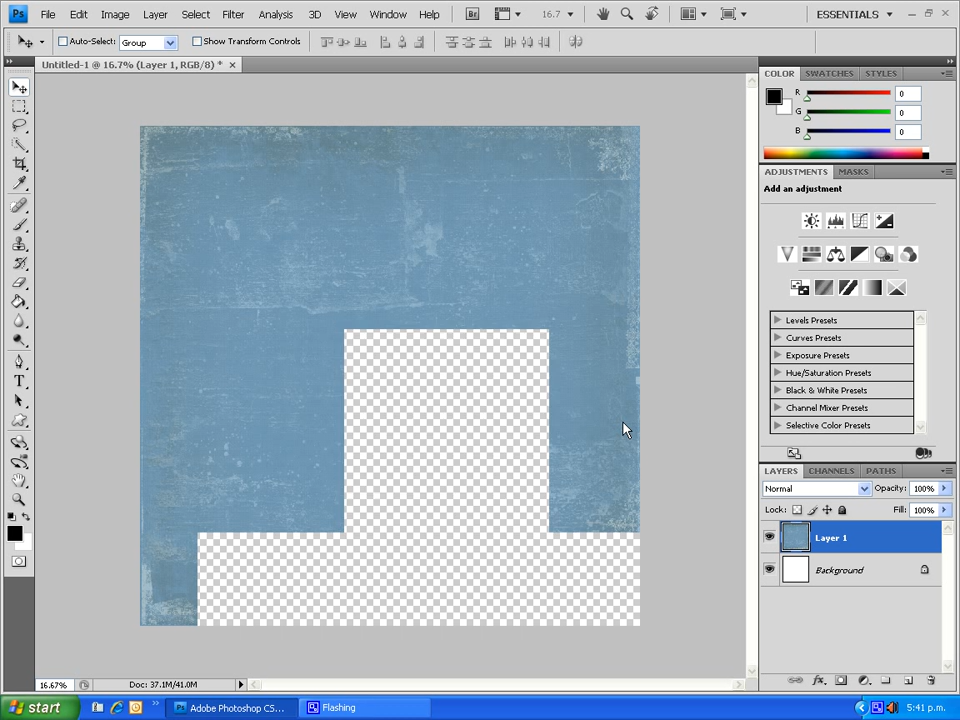 Ps File Edit Image Layer Select Filter Analysis 3D View Window Help Br 16.7 ESSENTIALS
Auto-Select: Group Show Transform Controls
Untitled-1 @ 16.7% (Layer 1, RGB/8) *
COLOR SWATCHES STYLES
R 0
G 0
B 0
ADJUSTMENTS MASKS
Add an adjustment
Levels Presets
Curves Presets
Exposure Presets
Hue/Saturation Presets
Black & White Presets
Channel Mixer Presets
Selective Color Presets
LAYERS CHANNELS PATHS
Normal Opacity: 100%
Lock: Fill: 100%
Layer 1
Background
T
16.67% Doc: 37.1M/41.0M
start Ps Adobe Photoshop CS... Flashing 5:41 p.m.